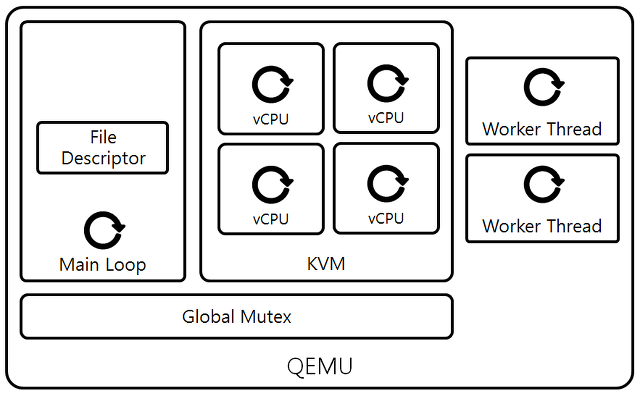 File
Descriptor
Main Loop
vCPU
vCPU
vCPU
vCPU
KVM
Worker Thread
Worker Thread
Global Mutex
QEMU